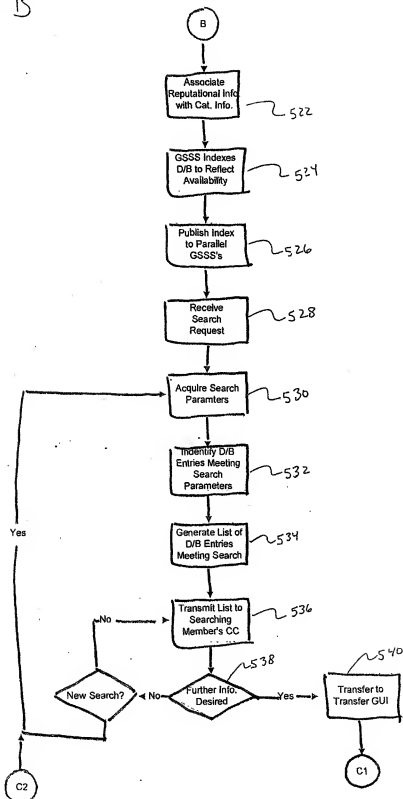 B
B
Associate
Reputational Info
with Cat. Info.
522
GSSS Indexes
D/B to Reflect
Availability
524
Publish Index
to Parallel
GSSS's
526
Receive
Search
Request
528
Acquire Search
Paramters
530
Indentify D/B
Entries Meeting
Search
Parameters
532
Generate List of
D/B Entries
Meeting Search
534
Yes
Transmit List to
Searching
Member's CC
536
No
538
540
New Search?
No
Further Info.
Desired
Yes
Transfer to
Transfer GUI
C2
C1